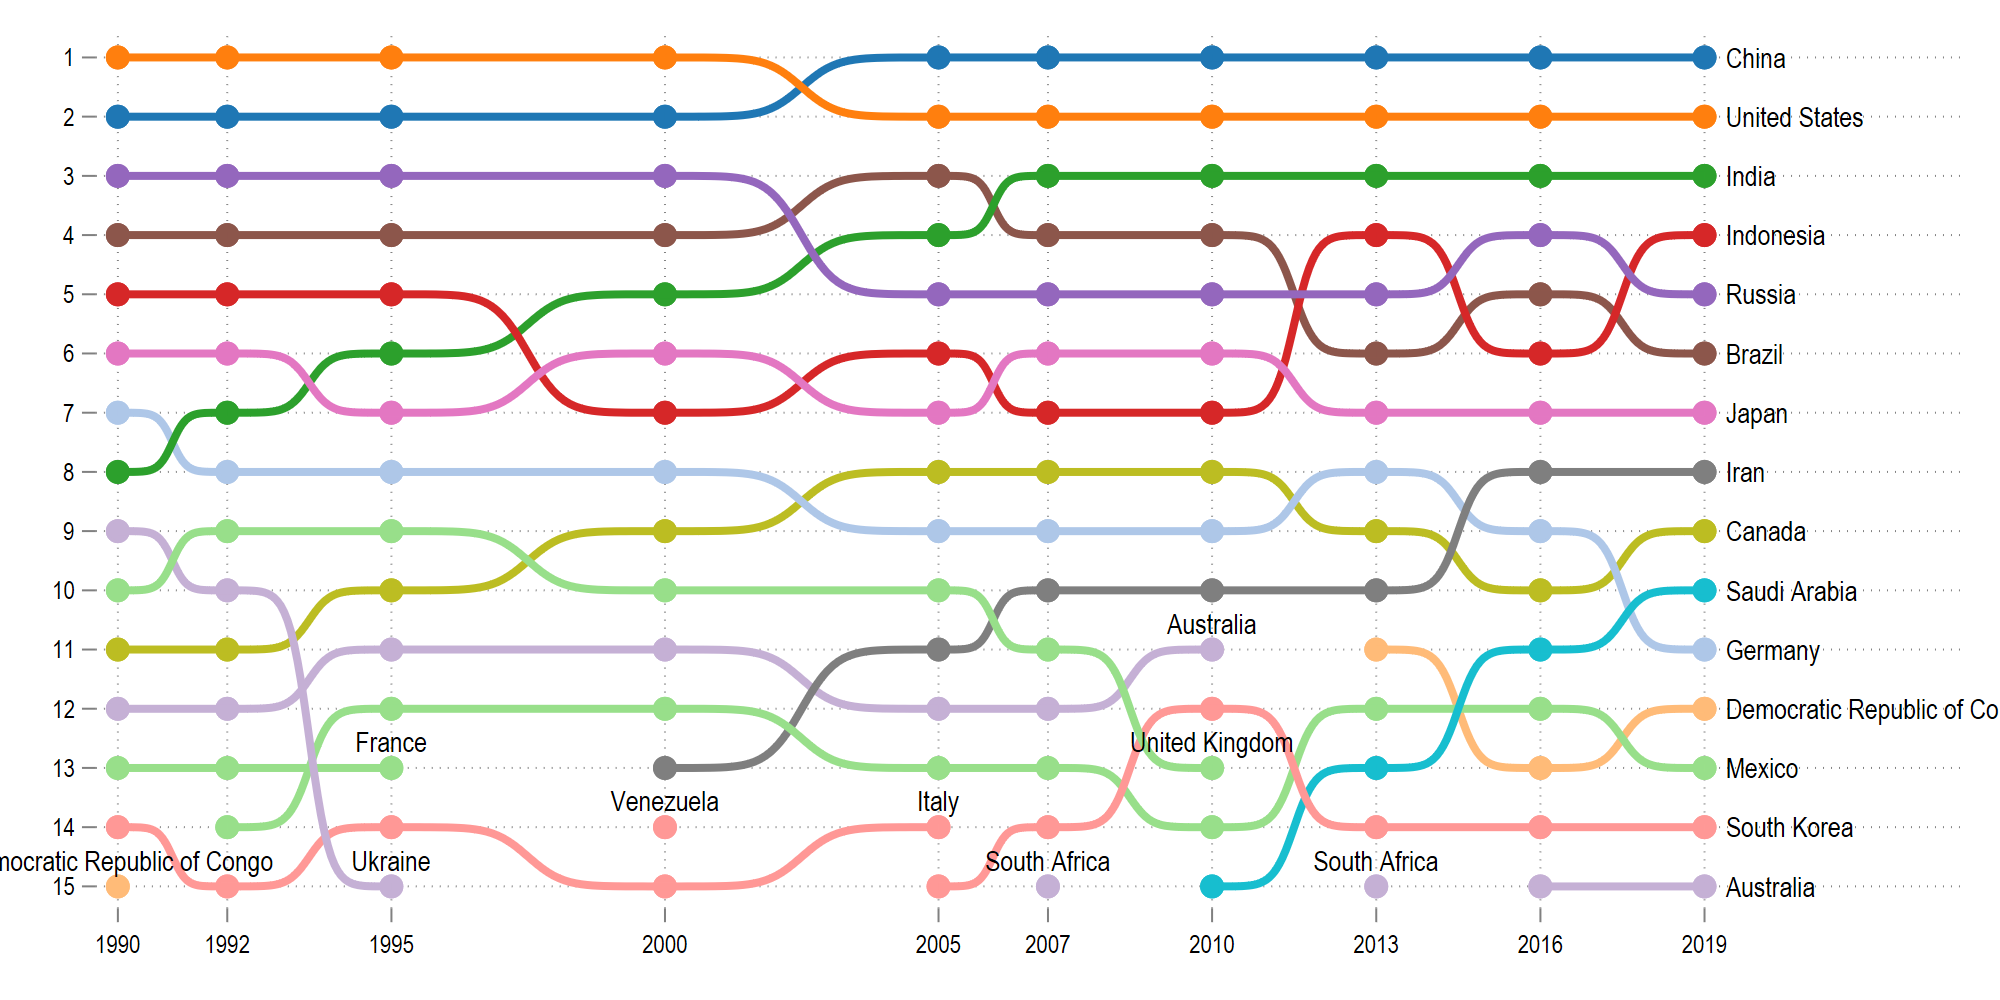 1
China
2
United States
3
India
4
Indonesia
5
Russia
6
Brazil
7
Japan
8
Iran
9
Canada
10
Saudi Arabia
Australia
11
Germany
12
Democratic Republic of Co
France
United Kingdom
13
Mexico
Venezuela
Italy
14
South Korea
mocratic Republic of Congo
Ukraine
South Africa
South Africa
15
Australia
1990 1992 1995 2000 2005 2007 2010 2013 2016 2019